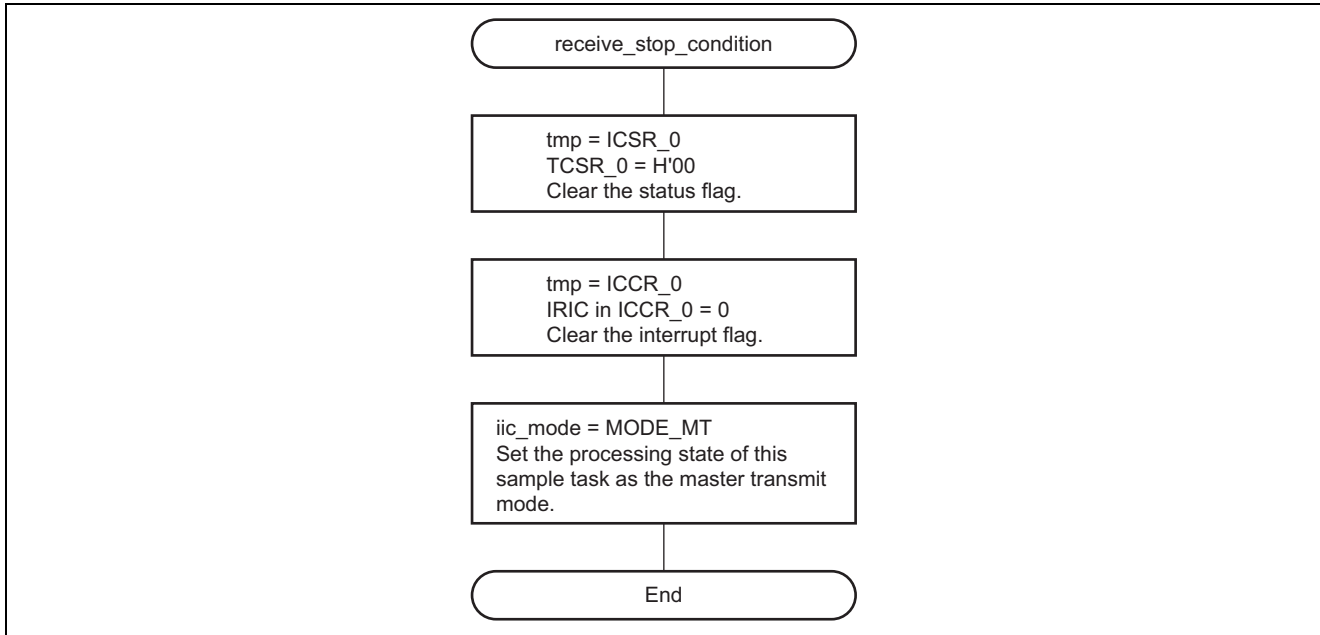 receive_stop_condition
tmp = ICSR_0
TCSR_0 = H'00
Clear the status flag.
tmp = ICCR_0
IRIC in ICCR_0 = 0
Clear the interrupt flag.
iic_mode = MODE_MT
Set the processing state of this
sample task as the master transmit
mode.
End